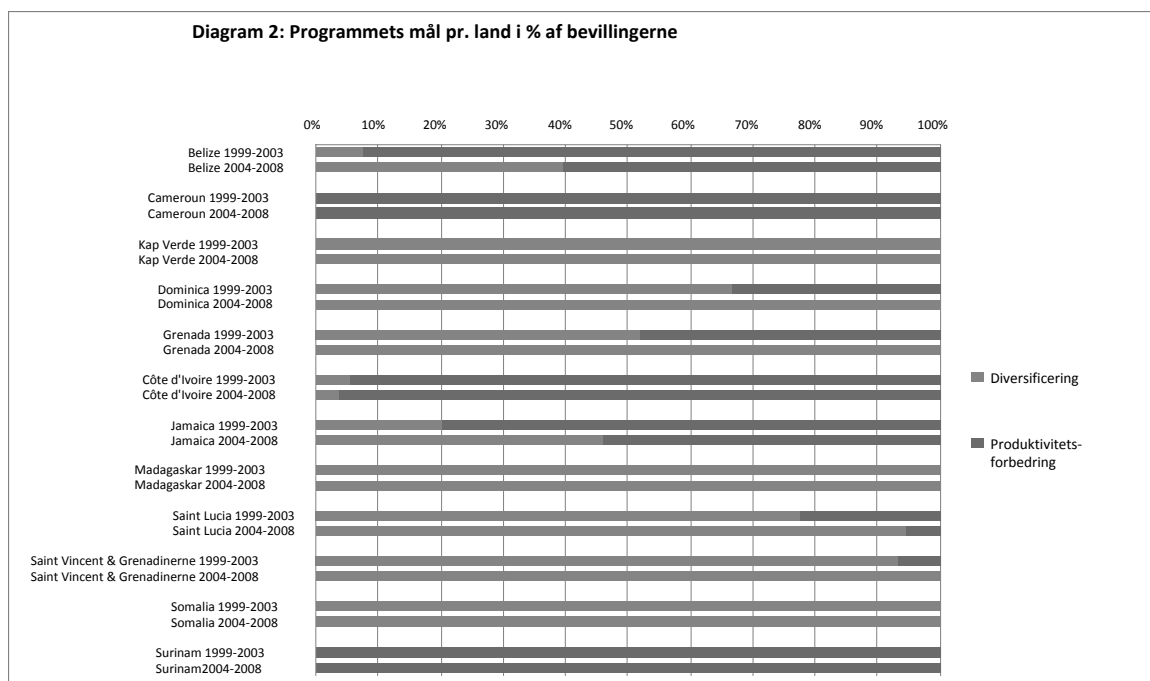 Diagram 2: Programmets mål pr. land i % af bevillingerne
0% 10% 20% 30% 40% 50% 60% 70% 80% 90% 100%
Belize 1999-2003
Belize 2004-2008
Cameroun 1999-2003
Cameroun 2004-2008
Kap Verde 1999-2003
Kap Verde 2004-2008
Dominica 1999-2003
Dominica 2004-2008
Grenada 1999-2003
Grenada 2004-2008
Côte d'Ivoire 1999-2003
Côte d'Ivoire 2004-2008
Jamaica 1999-2003
Jamaica 2004-2008
Madagaskar 1999-2003
Madagaskar 2004-2008
Saint Lucia 1999-2003
Saint Lucia 2004-2008
Saint Vincent & Grenadinerne 1999-2003
Saint Vincent & Grenadinerne 2004-2008
Somalia 1999-2003
Somalia 2004-2008
Surinam 1999-2003
Surinam2004-2008
Diversificering
Produktivitets-
forbedring